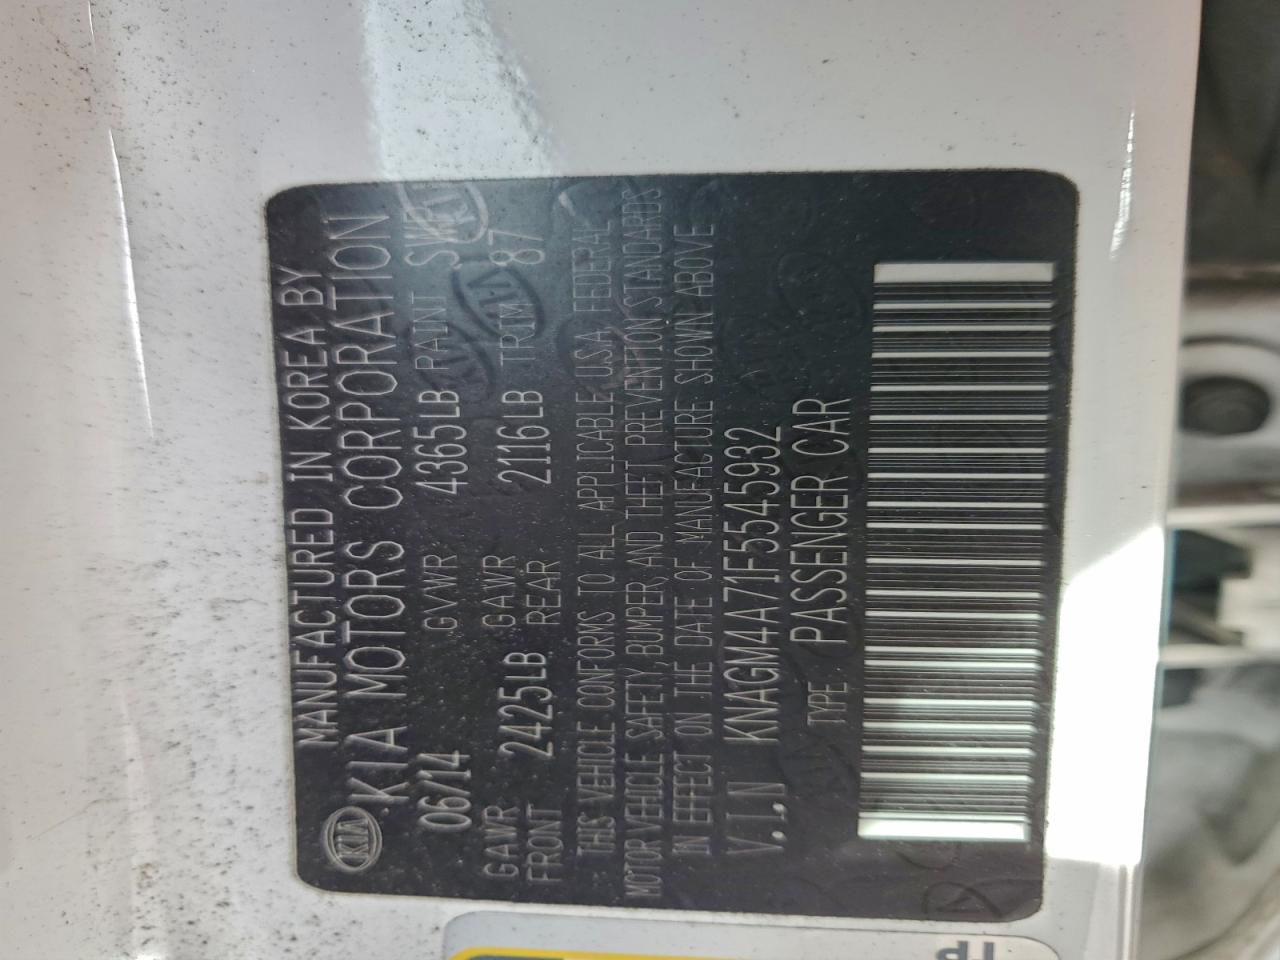 MANUFACTURED IN KOREA BY
KIA KIA MOTORS CORPORATION
06/14 GVWR 4365LB PAINT SWP
GAWR FRONT 2425LB GAWR REAR 2116LB TRIM 87
THIS VEHICLE CONFORMS TO ALL APPLICABLE USA FEDERAL
MOTOR VEHICLE SAFETY, BUMPER, AND THEFT PREVENTION STANDARDS
IN EFFECT ON THE DATE OF MANUFACTURE SHOWN ABOVE
V.I.N KNAGM4A71F5545932
TYPE PASSENGER CAR